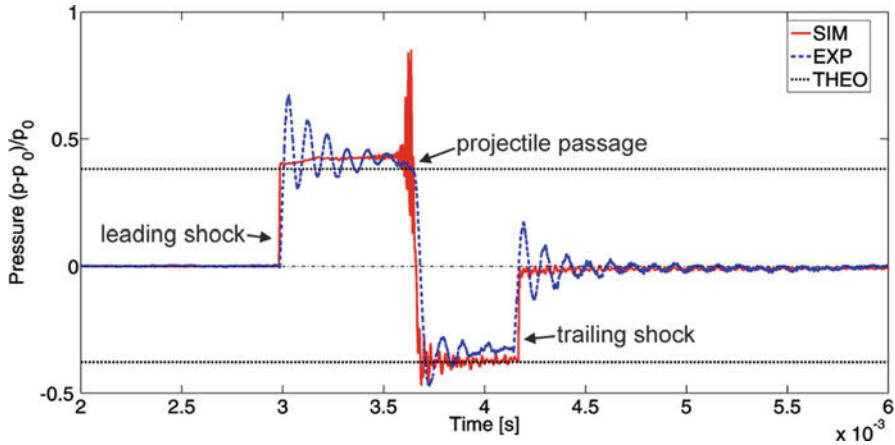 1
SIM
EXP
THEO
0.5
projectile passage
leading shock
Pressure (p-p₀)/p₀
0
trailing shock
-0.5
2
2.5
3
3.5
4
4.5
5
5.5
6
Time [s]
x 10⁻³